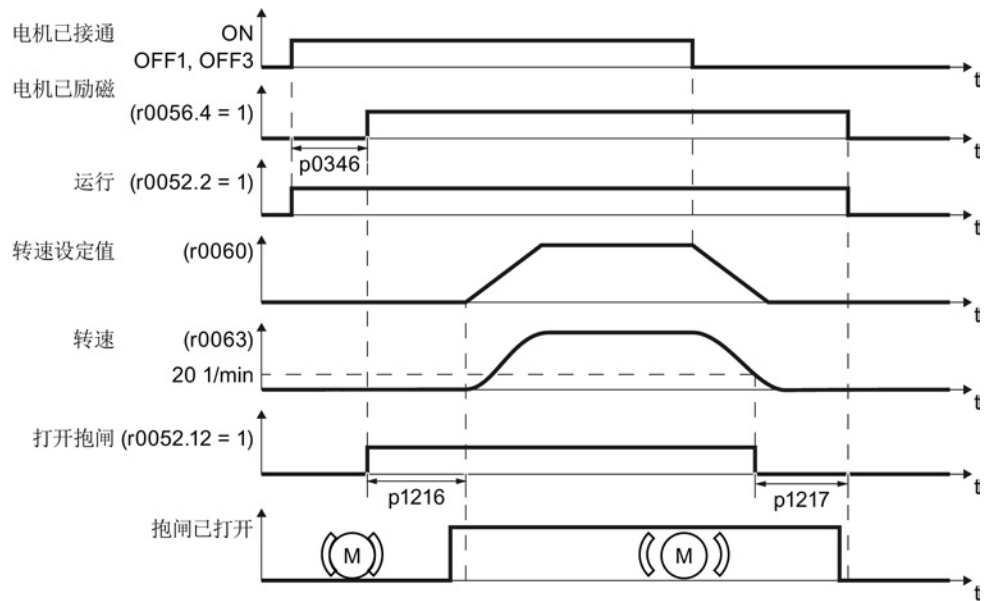 电机已接通 ON
OFF1, OFF3
t
电机已励磁
(r0056.4 = 1)
t
p0346
运行 (r0052.2 = 1)
t
转速设定值 (r0060)
t
转速 (r0063)
20 1/min
t
打开抱闸 (r0052.12 = 1)
t
p1216
p1217
抱闸已打开
M
M
t